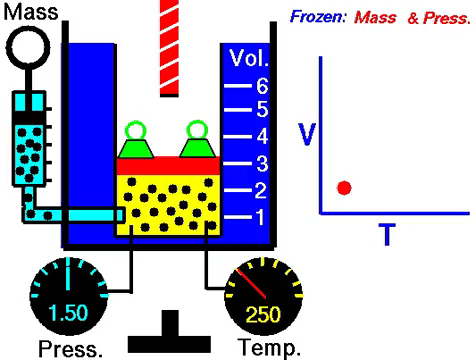 Mass
Frozen: Mass & Press.
Vol.
6
5
4
3
2
1
V
T
1.50
250
Press.
Temp.